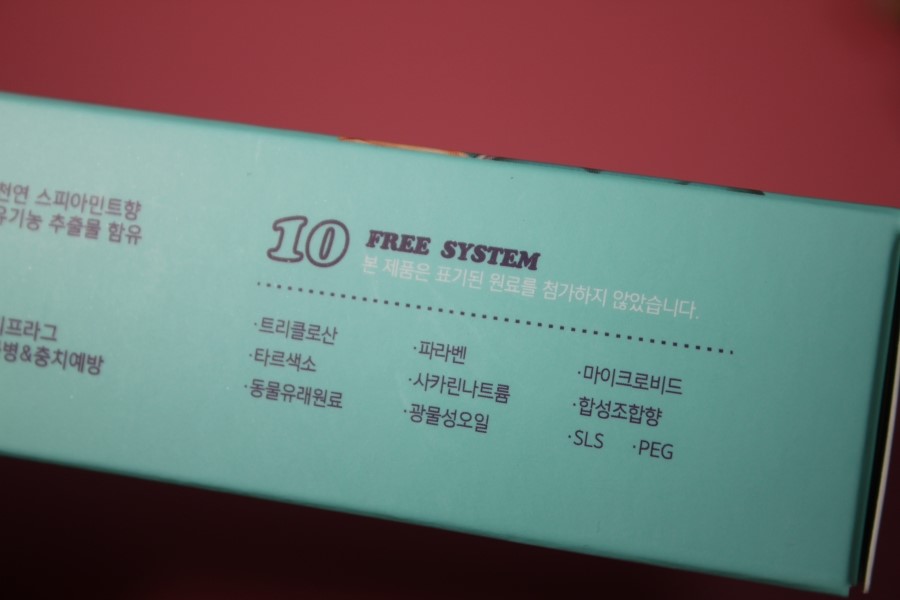 천연 스피아민트향
유기농 추출물 함유
&충치예방
10 FREE SYSTEM
본 제품은 표기된 원료를 첨가하지 않았습니다.
·트리클로산
·타르색소
·동물유래원료
·파라벤
·사카린나트륨
·광물성오일
·마이크로비드
·합성조합향
·SLS ·PEG